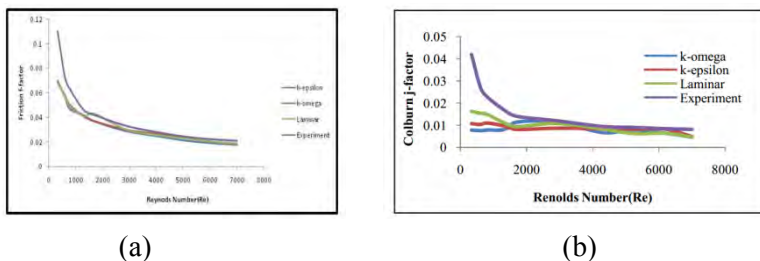 0.12
0.1
0.08
0.06
0.04
0.02
0
Friction f-factor
0 1000 2000 3000 4000 5000 6000 7000 8000
Reynolds Number(Re)
k-epsilon
k-omega
Laminar
Experiment
(a)
0.05
0.04
0.03
0.02
0.01
0
Colburn j-factor
0 2000 4000 6000 8000
Renolds Number(Re)
k-omega
k-epsilon
Laminar
Experiment
(b)